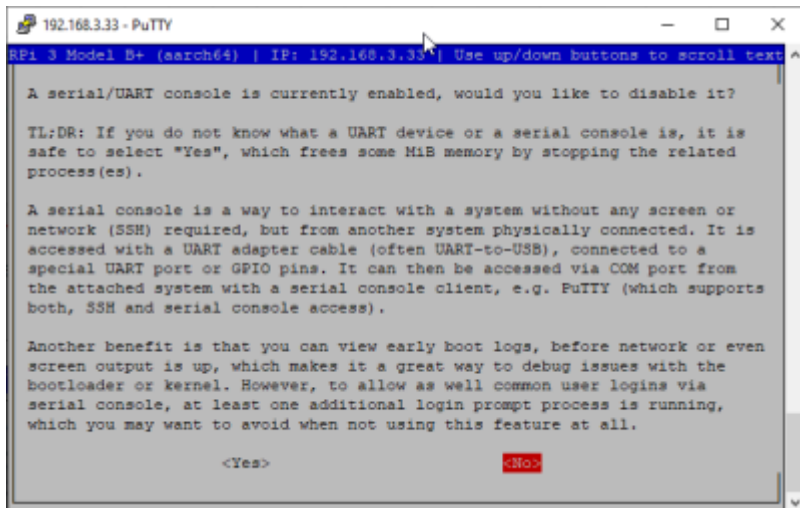 192.168.3.33 - PuTTY
RPi 3 Model B+ (aarch64) | IP: 192.168.3.33 | Use up/down buttons to scroll text
A serial/UART console is currently enabled, would you like to disable it?
TL;DR: If you do not know what a UART device or a serial console is, it is
safe to select "Yes", which frees some MiB memory by stopping the related
process(es).
A serial console is a way to interact with a system without any screen or
network (SSH) required, but from another system physically connected. It is
accessed with a UART adapter cable (often UART-to-USB), connected to a
special UART port or GPIO pins. It can then be accessed via COM port from
the attached system with a serial console client, e.g. PuTTY (which supports
both, SSH and serial console access).
Another benefit is that you can view early boot logs, before network or even
screen output is up, which makes it a great way to debug issues with the
bootloader or kernel. However, to allow as well common user logins via
serial console, at least one additional login prompt process is running,
which you may want to avoid when not using this feature at all.
<Yes> <No>